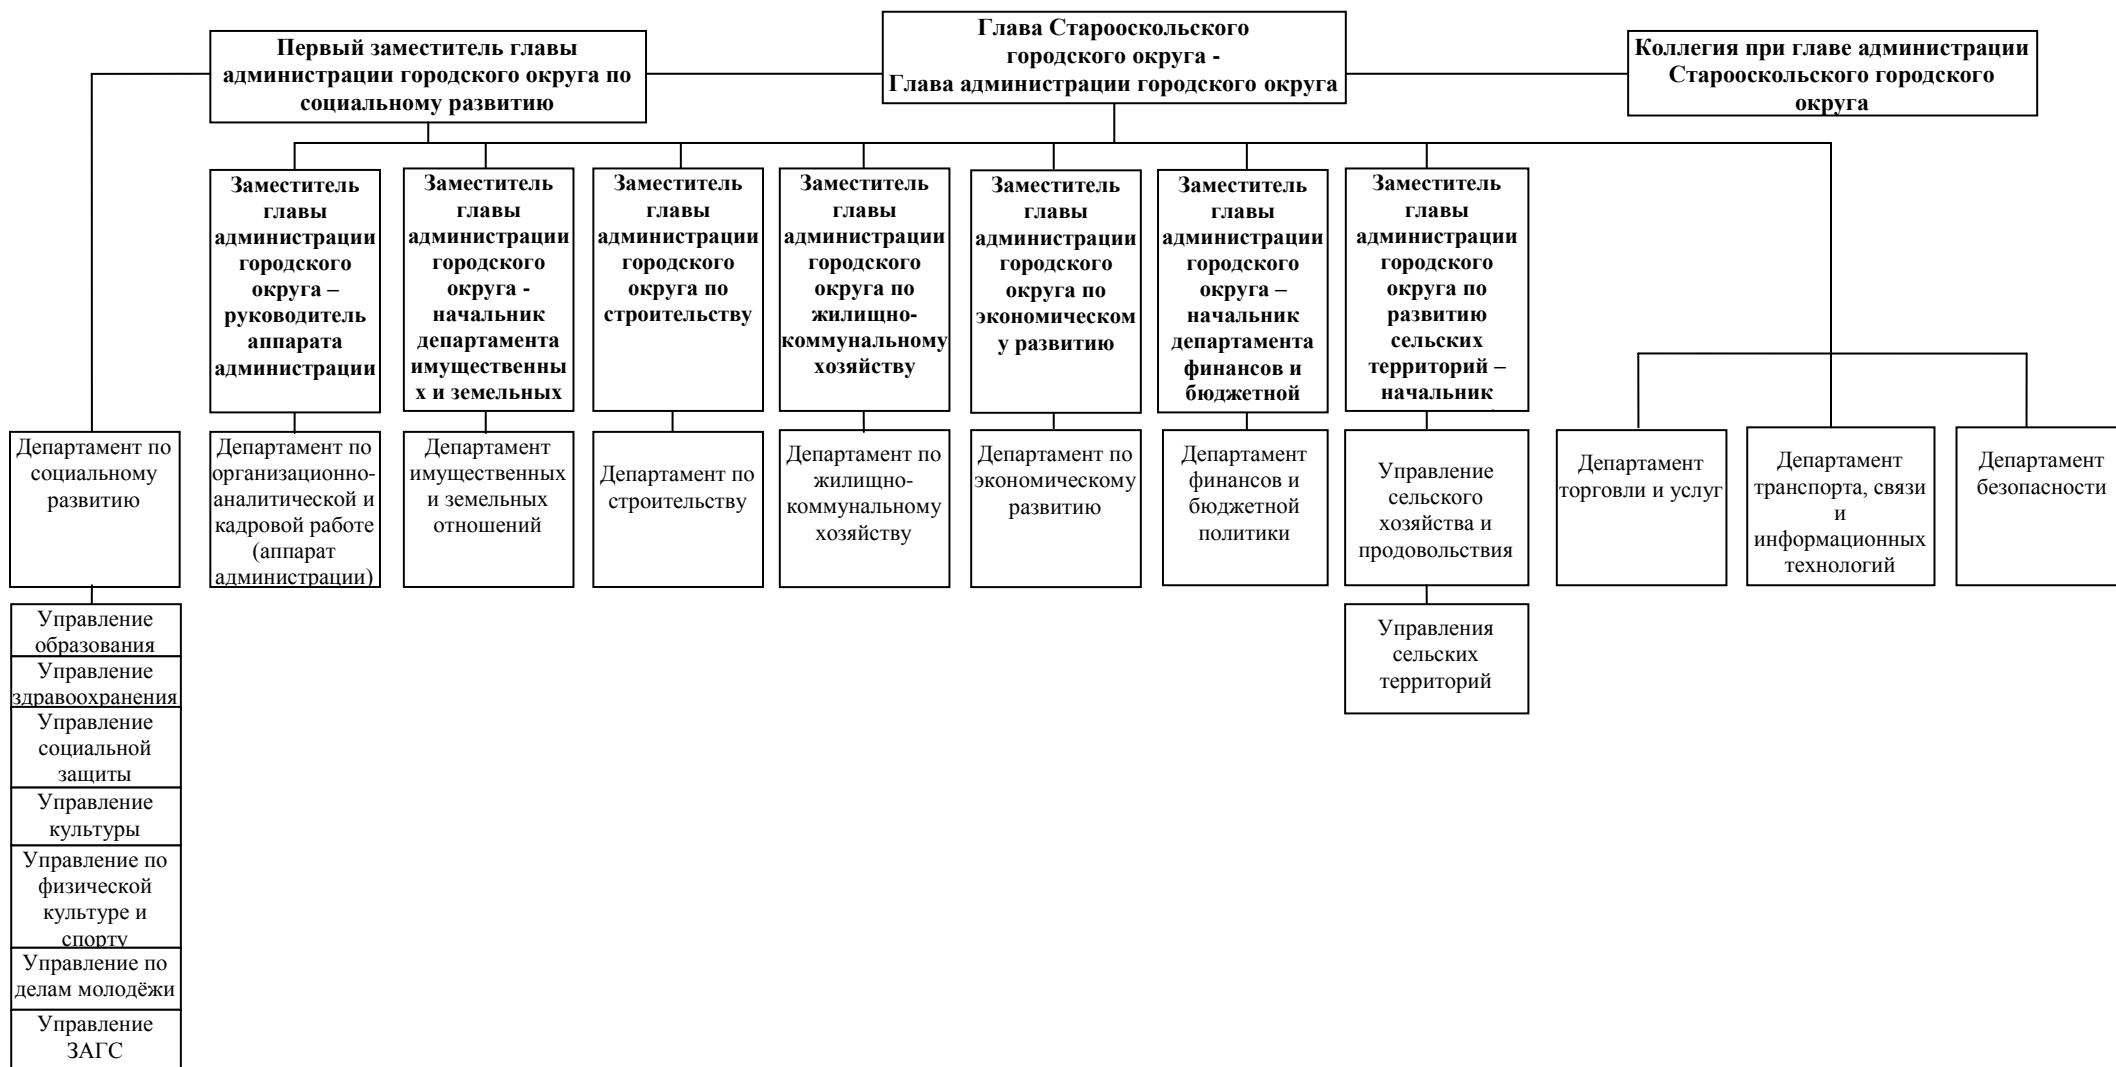 Первый заместитель главы
администрации городского округа по
социальному развитию
Глава Старооскольского
городского округа -
Глава администрации городского округа
Коллегия при главе администрации
Старооскольского городского
округа
Заместитель
главы
администрации
городского
округа –
руководитель
аппарата
администрации
Заместитель
главы
администрации
городского
округа -
начальник
департамента
имущественны
х и земельных
Заместитель
главы
администрации
городского
округа по
строительству
Заместитель
главы
администрации
городского
округа по
жилищно-
коммунальному
хозяйству
Заместитель
главы
администрации
городского
округа по
экономическом
у развитию
Заместитель
главы
администрации
городского
округа –
начальник
департамента
финансов и
бюджетной
Заместитель
главы
администрации
городского
округа по
развитию
сельских
территорий –
начальник
Департамент по
социальному
развитию
Департамент по
организационно-
аналитической и
кадровой работе
(аппарат
администрации)
Департамент
имущественных
и земельных
отношений
Департамент по
строительству
Департамент по
жилищно-
коммунальному
хозяйству
Департамент по
экономическому
развитию
Департамент
финансов и
бюджетной
политики
Управление
сельского
хозяйства и
продовольствия
Департамент
торговли и услуг
Департамент
транспорта, связи
и
информационных
технологий
Департамент
безопасности
Управление
образования
Управление
здравоохранения
Управление
социальной
защиты
Управление
культуры
Управление по
физической
культуре и
спорту
Управление по
делам молодёжи
Управление
ЗАГС
Управления
сельских
территорий